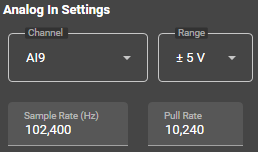 Analog In Settings
Channel Range
AI9 ± 5 V
Sample Rate (Hz) Pull Rate
102,400 10,240